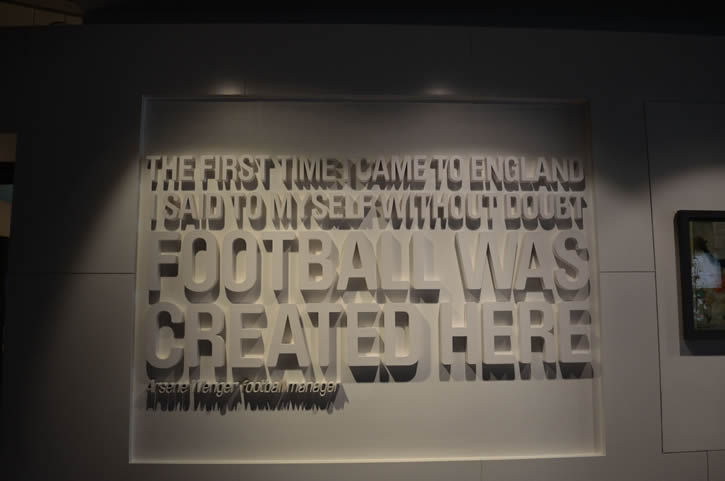 THE FIRST TIME I CAME TO ENGLAND
I SAID TO MYSELF WITHOUT DOUBT
FOOTBALL WAS
CREATED HERE
Arsene Wenger, football manager